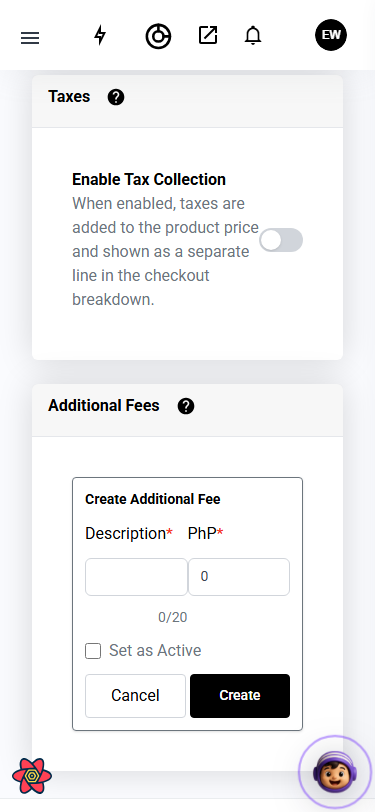 EW
Taxes ?
Enable Tax Collection
When enabled, taxes are
added to the product price
and shown as a separate
line in the checkout
breakdown.
Additional Fees ?
Create Additional Fee
Description* PhP*
0
0/20
Set as Active
Cancel Create